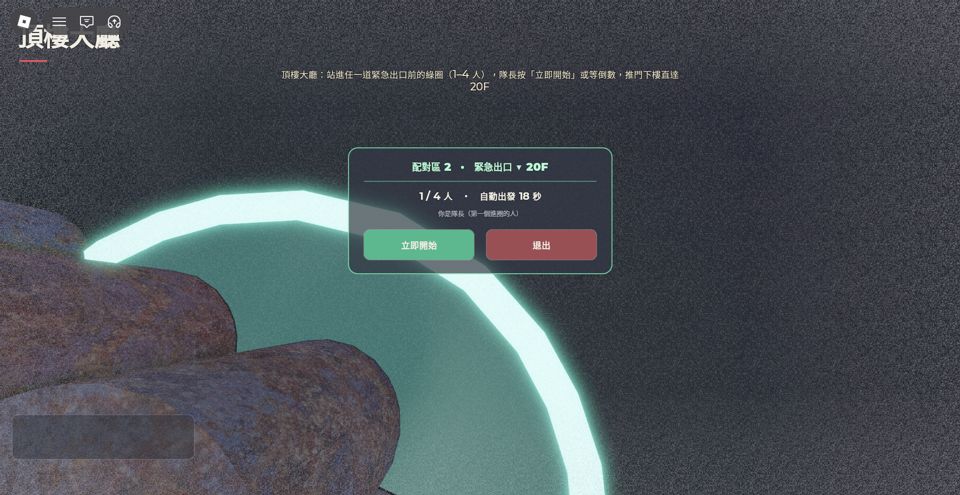 頂樓大廳
頂樓大廳：站進任一道緊急出口前的綠圈（1–4 人），隊長按「立即開始」或等倒數，推門下樓直達
20F
配對區 2 • 緊急出口 ▼ 20F
1 / 4 人 • 自動出發 18 秒
你是隊長（第一個進圈的人）
立即開始
退出